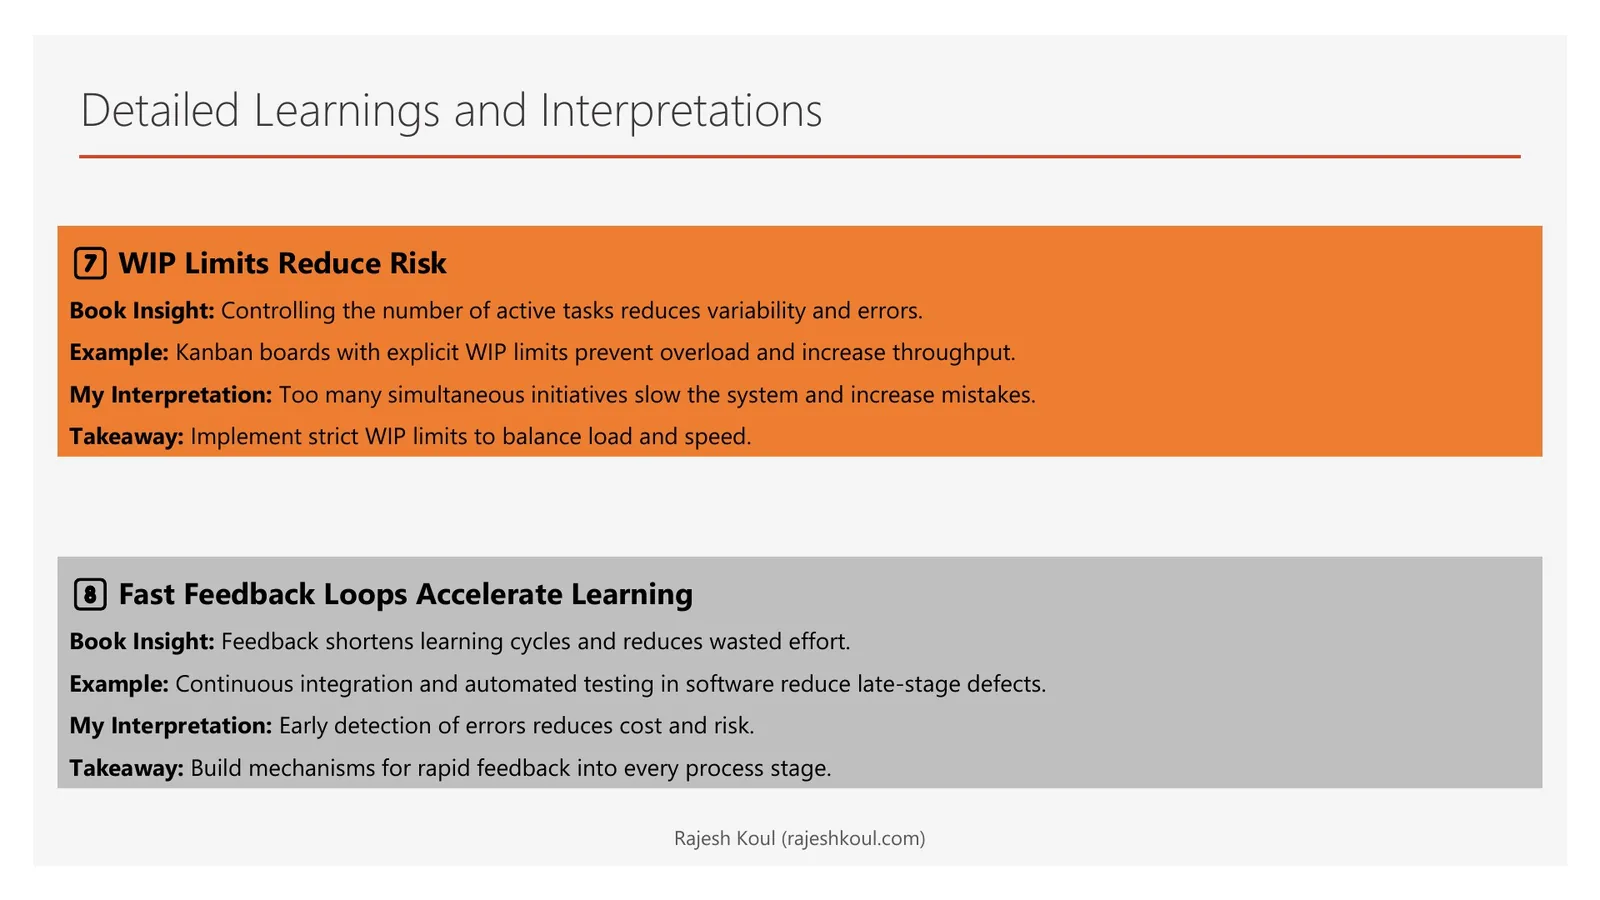 Detailed Learnings and Interpretations
7 WIP Limits Reduce Risk
Book Insight: Controlling the number of active tasks reduces variability and errors.
Example: Kanban boards with explicit WIP limits prevent overload and increase throughput.
My Interpretation: Too many simultaneous initiatives slow the system and increase mistakes.
Takeaway: Implement strict WIP limits to balance load and speed.
8 Fast Feedback Loops Accelerate Learning
Book Insight: Feedback shortens learning cycles and reduces wasted effort.
Example: Continuous integration and automated testing in software reduce late-stage defects.
My Interpretation: Early detection of errors reduces cost and risk.
Takeaway: Build mechanisms for rapid feedback into every process stage.
Rajesh Koul (rajeshkoul.com)